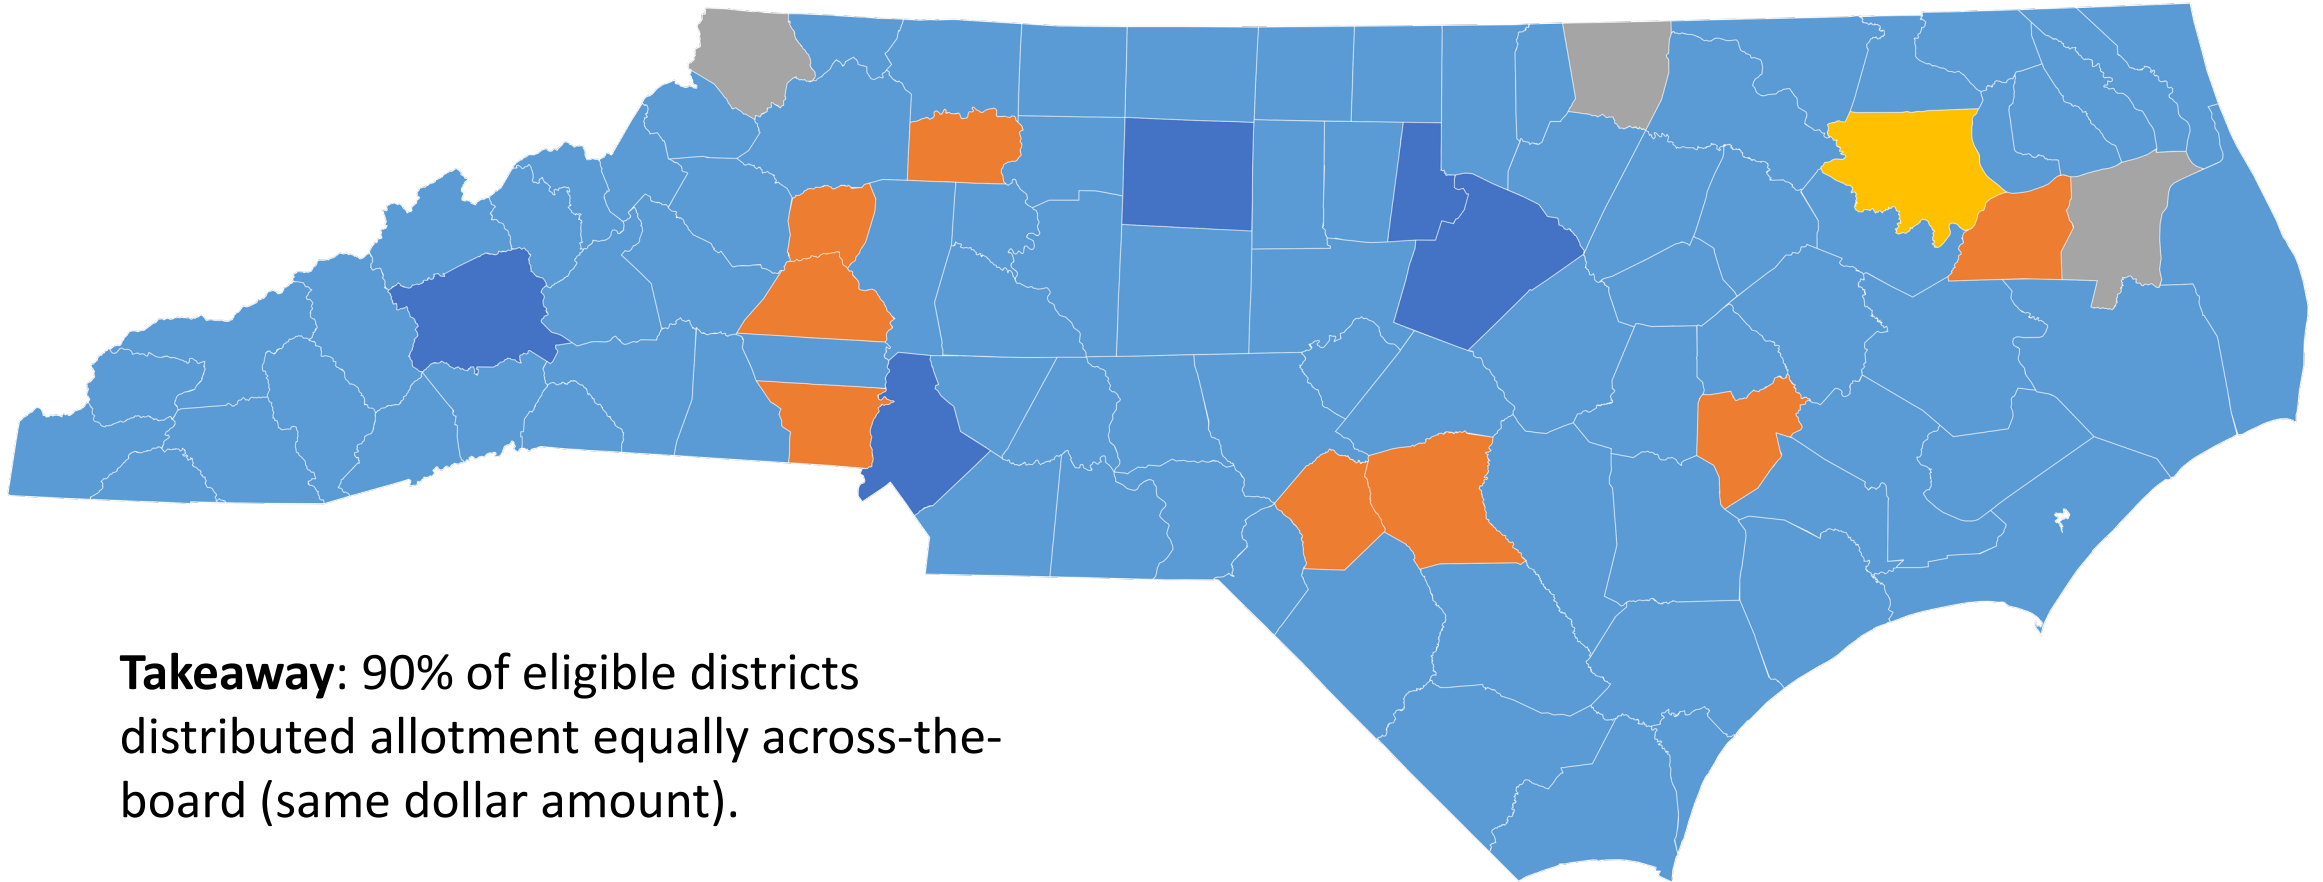 Takeaway: 90% of eligible districts
distributed allotment equally across-the-
board (same dollar amount).